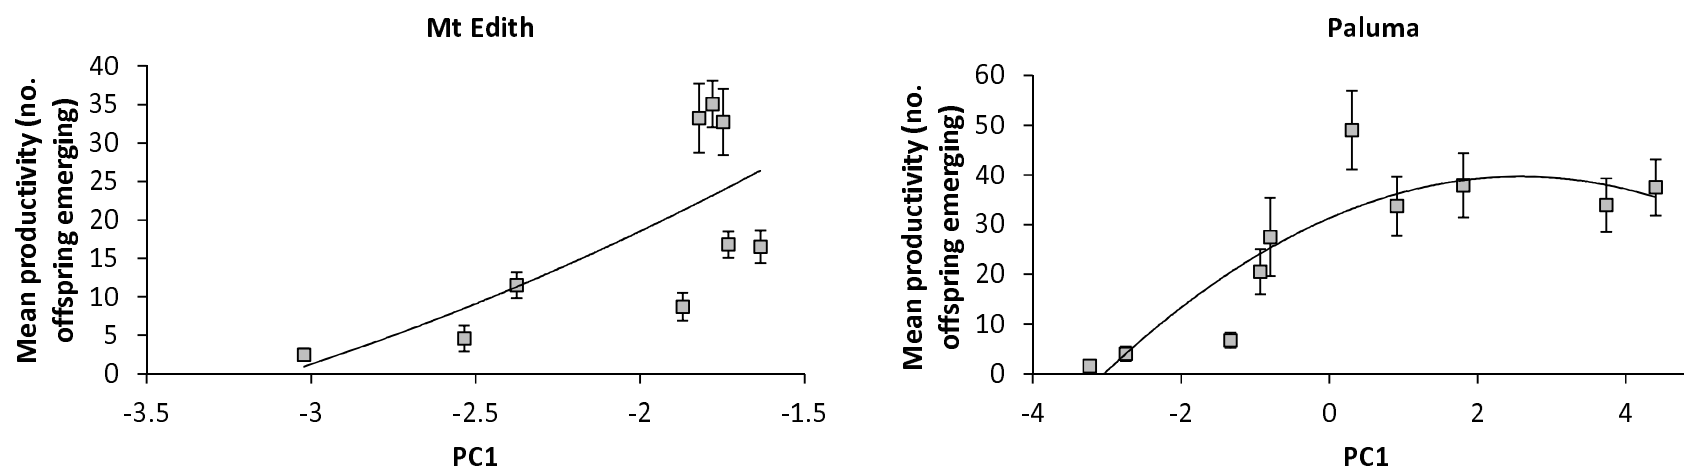 Mt Edith
Mean productivity (no.
offspring emerging)
40
35
30
25
20
15
10
5
0
-3.5 -3 -2.5 -2 -1.5
PC1
Paluma
Mean productivity (no.
offspring emerging)
60
50
40
30
20
10
0
-4 -2 0 2 4
PC1